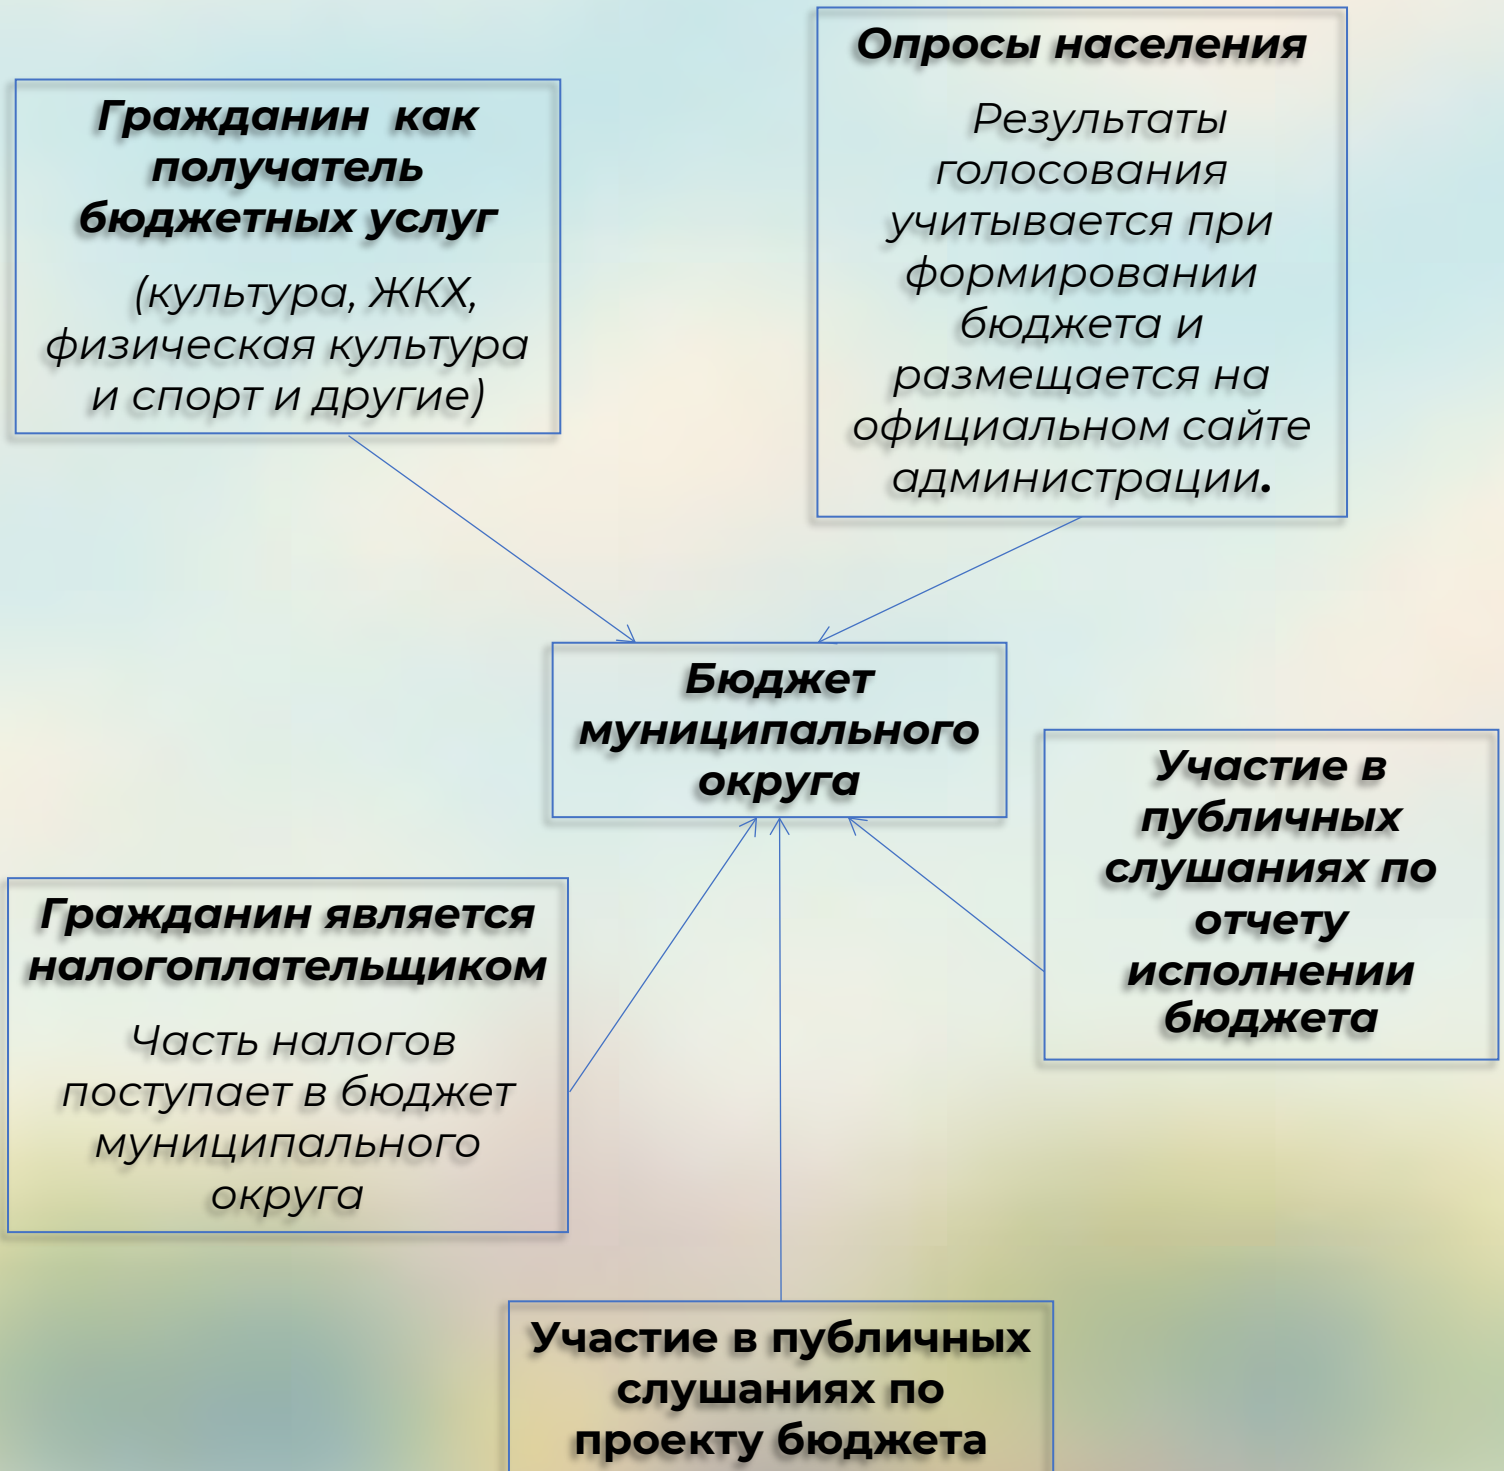 Гражданин как
получатель
бюджетных услуг
(культура, ЖКХ,
физическая культура
и спорт и другие)
Опросы населения
Результаты
голосования
учитывается при
формировании
бюджета и
размещается на
официальном сайте
администрации.
Бюджет
муниципального
округа
Участие в
публичных
слушаниях по
отчету
исполнении
бюджета
Гражданин является
налогоплательщиком
Часть налогов
поступает в бюджет
муниципального
округа
Участие в публичных
слушаниях по
проекту бюджета